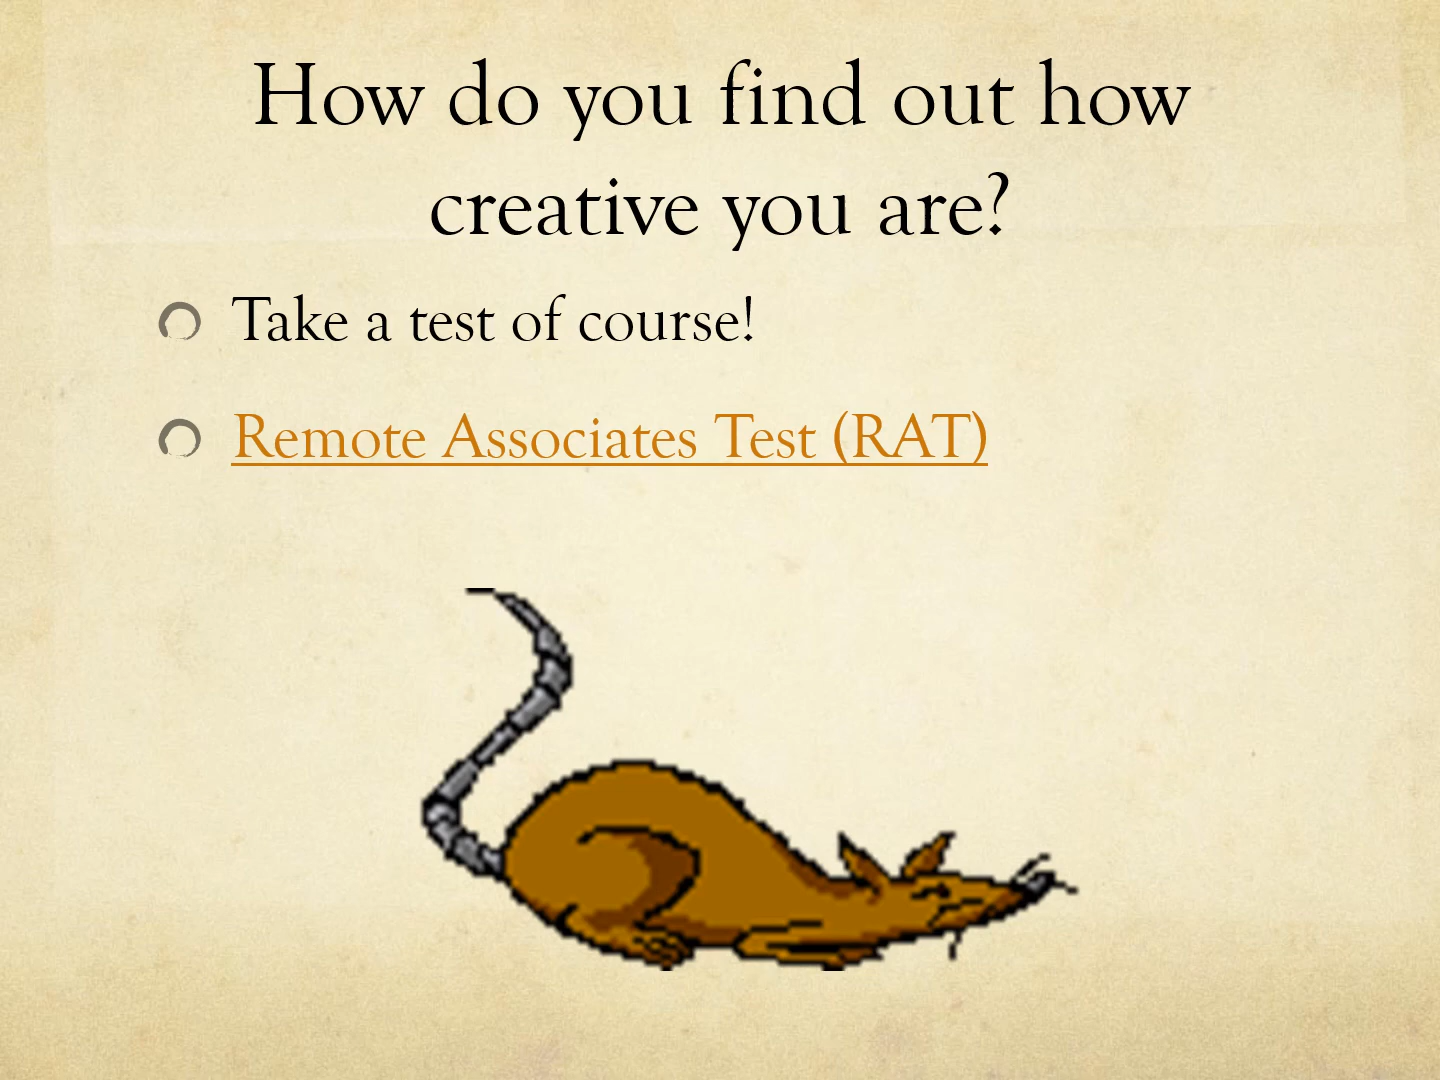 How do you find out how
creative you are?
Take a test of course!
Remote Associates Test (RAT)